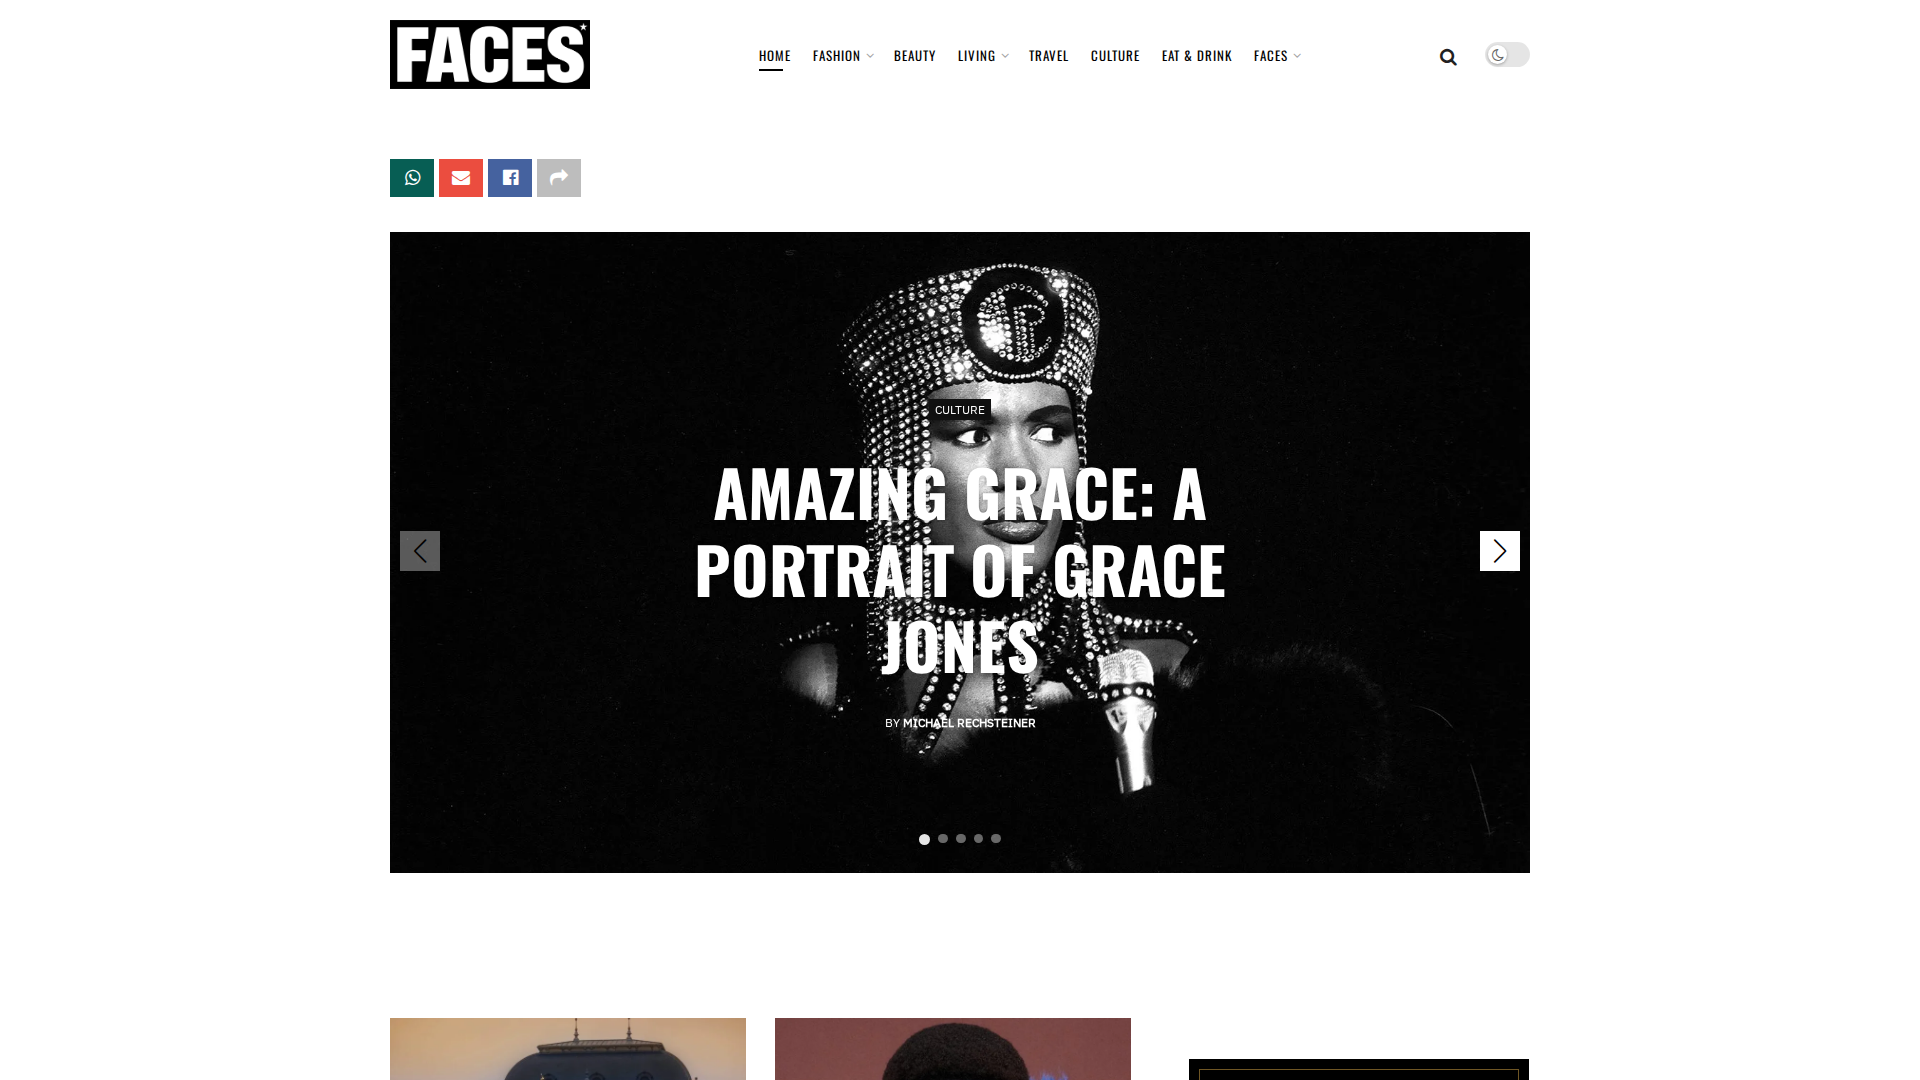 FACES
HOME
FASHION
BEAUTY
LIVING
TRAVEL
CULTURE
EAT & DRINK
FACES
CULTURE
AMAZING GRACE: A
PORTRAIT OF GRACE
JONES
BY MICHAEL RECHSTEINER